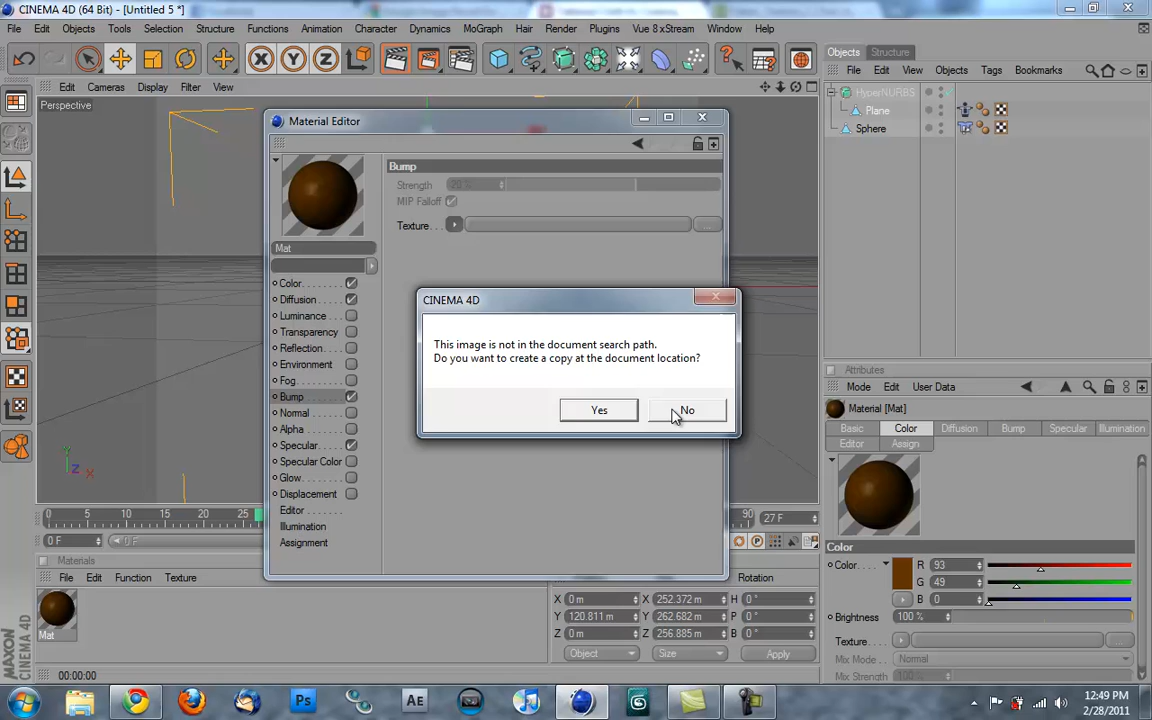 CINEMA 4D (64 Bit) - [Untitled 5 *]
File Edit Objects Tools Selection Structure Functions Animation Character Dynamics MoGraph Hair Render Plugins Vue 8 xStream Window Help
Objects Structure
File Edit View Objects Tags Bookmarks
Edit Cameras Display Filter View
Perspective
HyperNURBS
Plane
Sphere
Material Editor
Bump
Strength
MIP Falloff
Texture
...
Mat
Color
Diffusion
Luminance
Transparency
Reflection
Environment
Fog
Bump
Normal
Alpha
Specular
Specular Color
Glow
Displacement
Editor
Illumination
Assignment
CINEMA 4D
This image is not in the document search path.
Do you want to create a copy at the document location?
Yes No
Attributes
Mode Edit User Data
Material [Mat]
Basic Color Diffusion Bump Specular Illumination
Editor Assign
Color
Color R 93
G 49
B 0
Brightness 100 %
Texture
Mix Mode Normal
Mix Strength 100 %
Y
Z X
0 5 10 15 20 25 90 27 F
0 F 0 F
Materials
File Edit Function Texture
Mat
Rotation
X 0 m X 252.372 m H 0 °
Y 120.811 m Y 262.682 m P 0 °
Z 0 m Z 256.885 m B 0 °
Object Size Apply
MAXON
CINEMA 4D
00:00:00
Ps AE
12:49 PM
2/28/2011